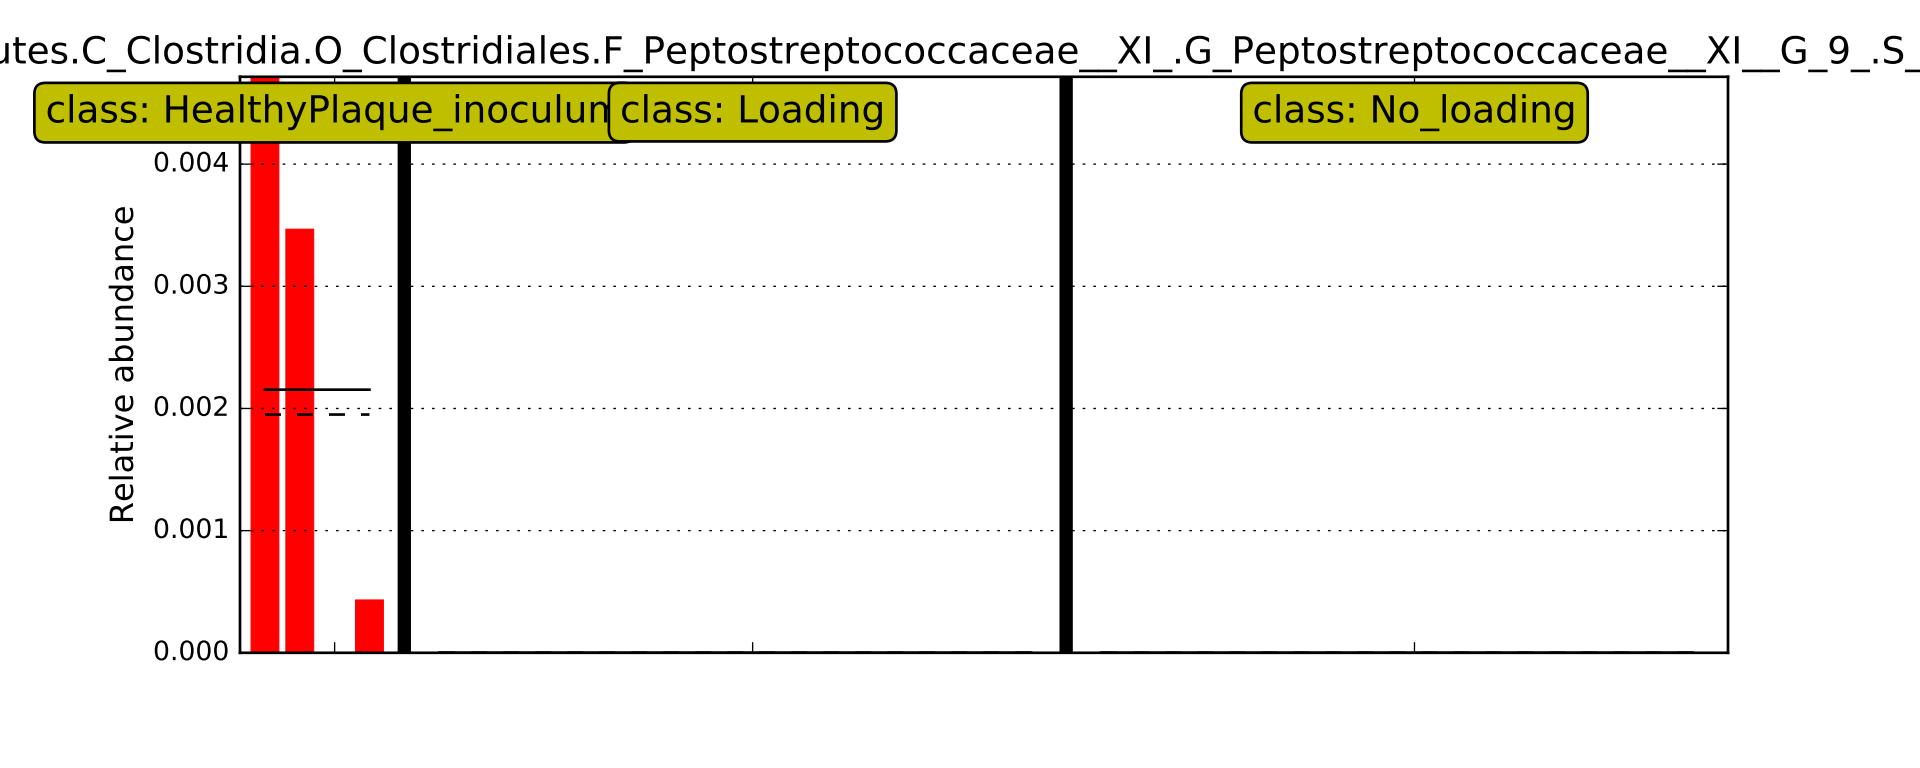 utes.C_Clostridia.O_Clostridiales.F_Peptostreptococcaceae__XI_.G_Peptostreptococcaceae__XI__G_9_.S_
class: HealthyPlaque_inoculum
class: Loading
class: No_loading
0.004
0.003
0.002
0.001
0.000
Relative abundance